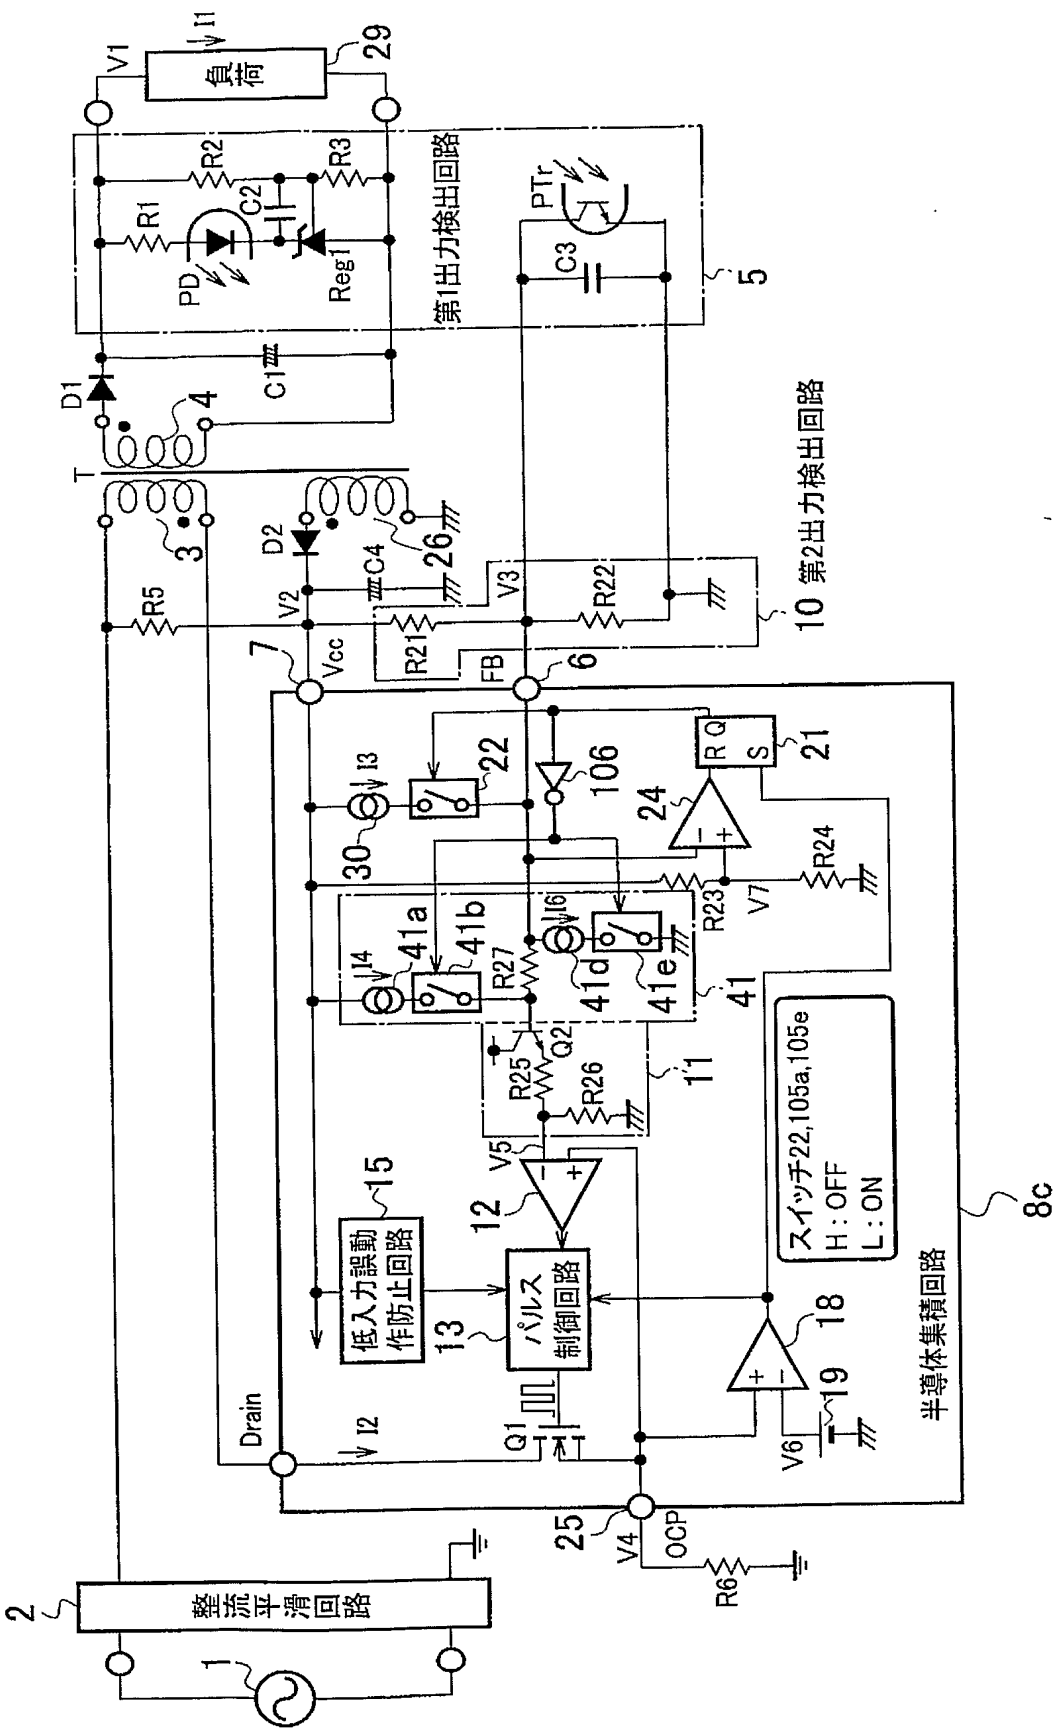 1
2
整流平滑回路
R5
3
T
4
D1
C1
R1
PD
R2
C2
Reg1
R3
第1出力検出回路
V1
I1
負荷
29
PTr
C3
5
D2
V2
26
C4
R21
V3
R22
10
第2出力検出回路
7
Vcc
FB
6
Drain
I2
Q1
13
パルス
制御回路
15
低入力誤動
作防止回路
12
V5
R25
R26
Q2
11
I4
41a
41b
R27
I6
41d
41e
41
30
I3
22
106
24
R Q
S
21
R23
V7
R24
25
V4
OCP
R6
V6
19
18
スイッチ22,105a,105e
H:OFF
L:ON
半導体集積回路
8c